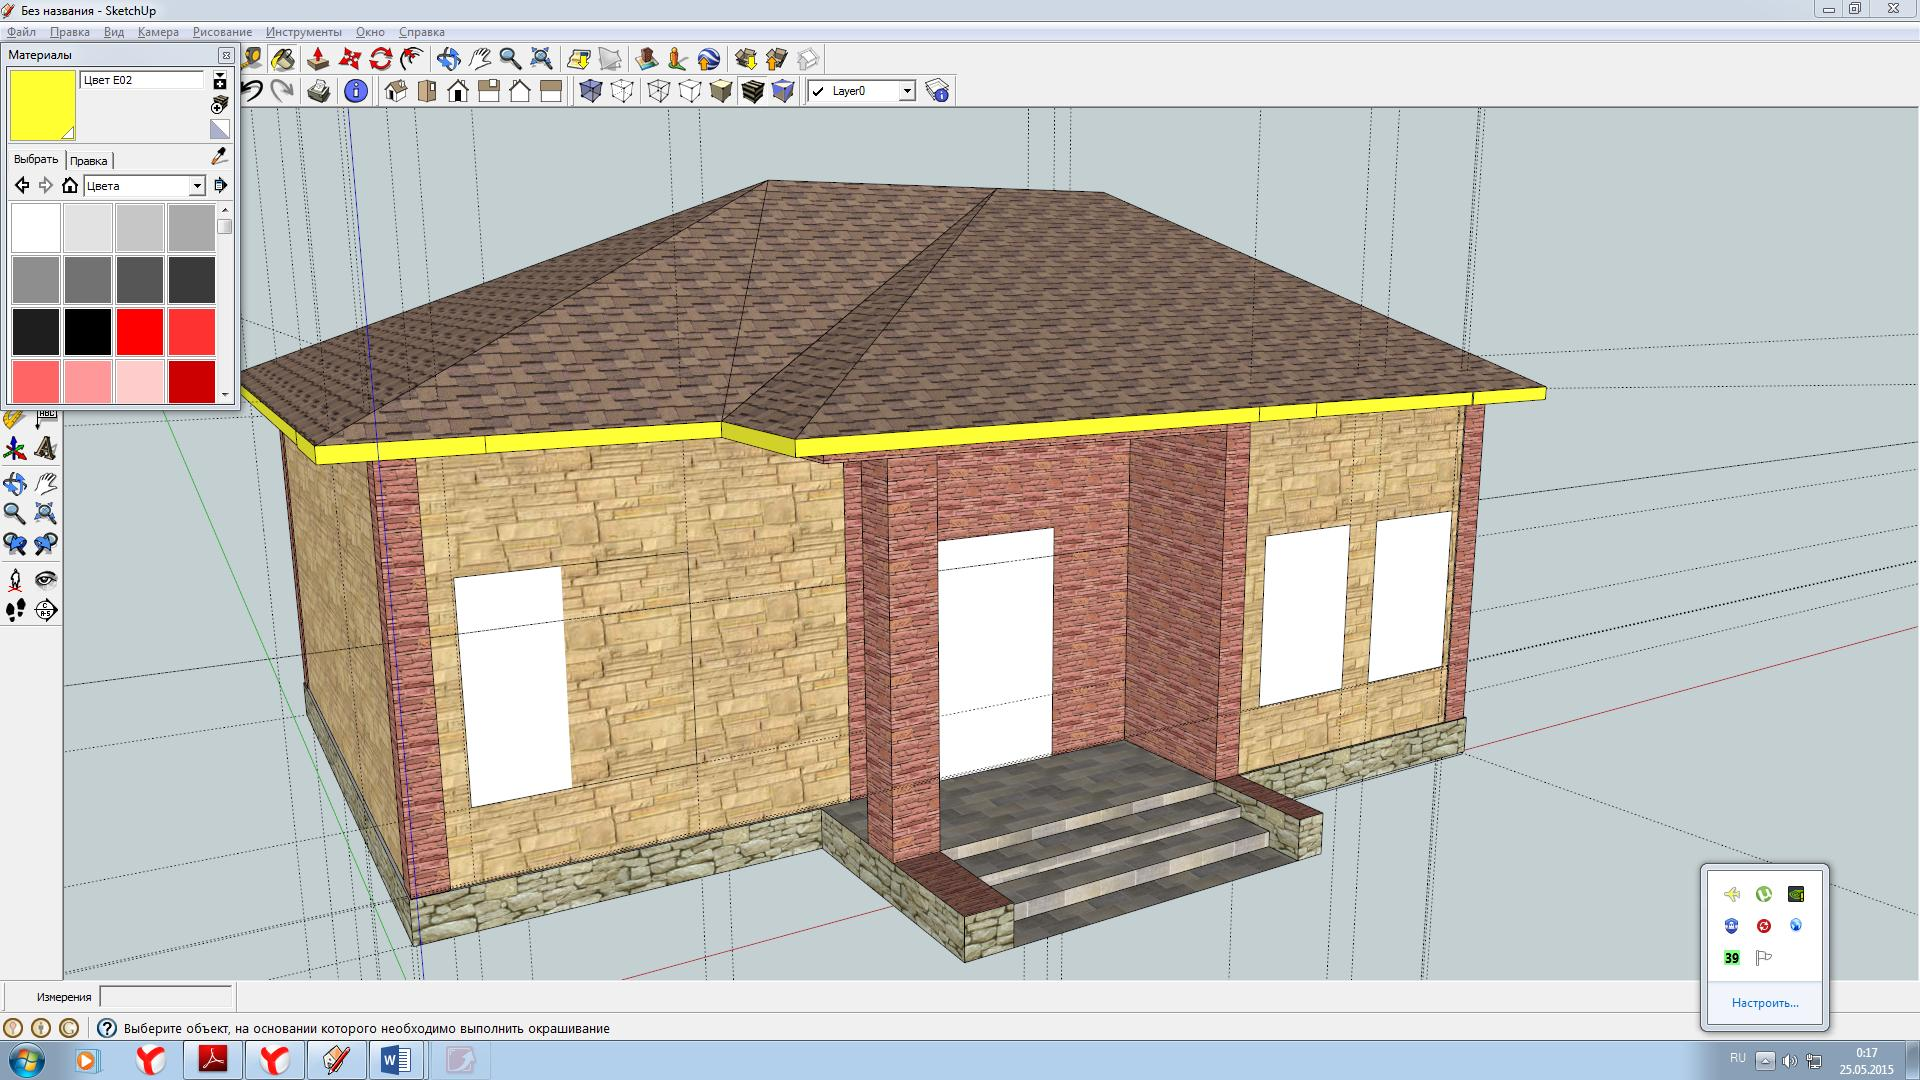 Без названия - SketchUp
Файл Правка Вид Камера Рисование Инструменты Окно Справка
Материалы
Цвет E02
Layer0
Выбрать Правка
Цвета
ABC
Измерения
Выберите объект, на основании которого необходимо выполнить окрашивание
39
Настроить...
RU
0:17
25.05.2015